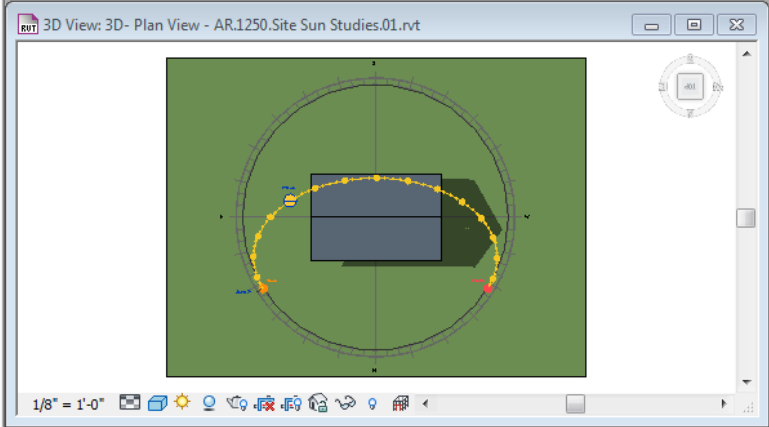 RVT 3D View: 3D- Plan View - AR.1250.Site Sun Studies.01.rvt
1/8" = 1'-0"